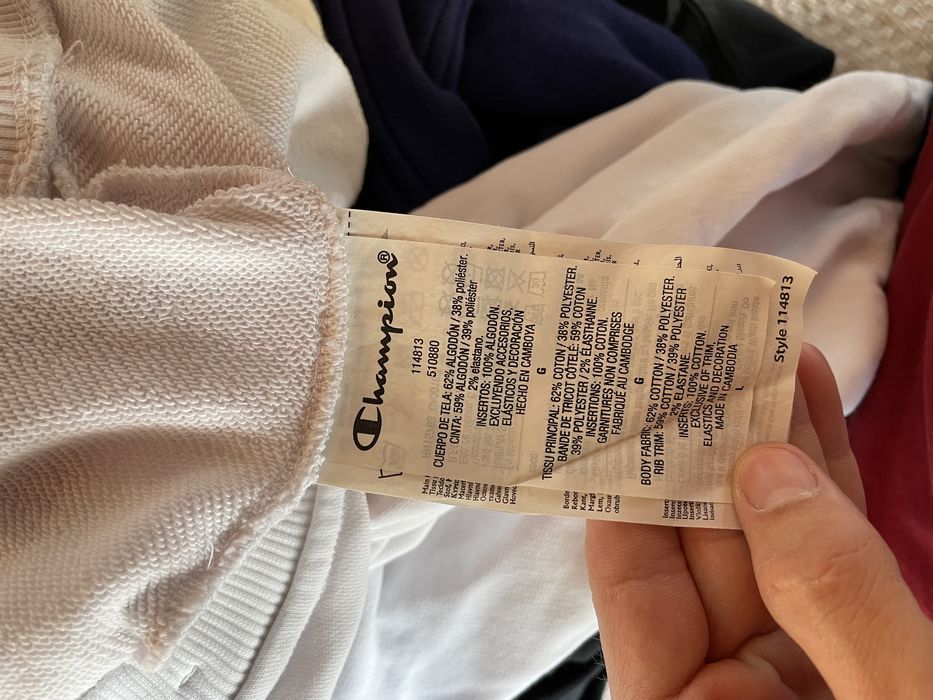 Champion®
114813
510880
CUERPO DE TELA: 62% ALGODÓN / 38% poliéster.
CINTA: 59% ALGODÓN / 39% poliéster
2% elastano.
INSERTOS: 100% ALGODÓN.
EXCLUYENDO ACCESORIOS,
ELÁSTICOS Y DECORACIÓN
HECHO EN CAMBOYA
G
TISSU PRINCIPAL: 62% COTON / 38% POLYESTER.
BANDE DE TRICOT CÔTELÉ: 59% COTON
39% POLYESTER / 2% ÉLASTHANNE.
INSERTIONS: 100% COTON.
GARNITURES NON COMPRISES
FABRIQUÉ AU CAMBODGE
G
BODY FABRIC: 62% COTTON / 38% POLYESTER.
RIB TRIM: 59% COTTON / 39% POLYESTER
2% ELASTANE.
INSERTS: 100% COTTON.
EXCLUSIVE OF TRIM,
ELASTICS AND DECORATION
MADE IN CAMBODIA
L
Style 114813